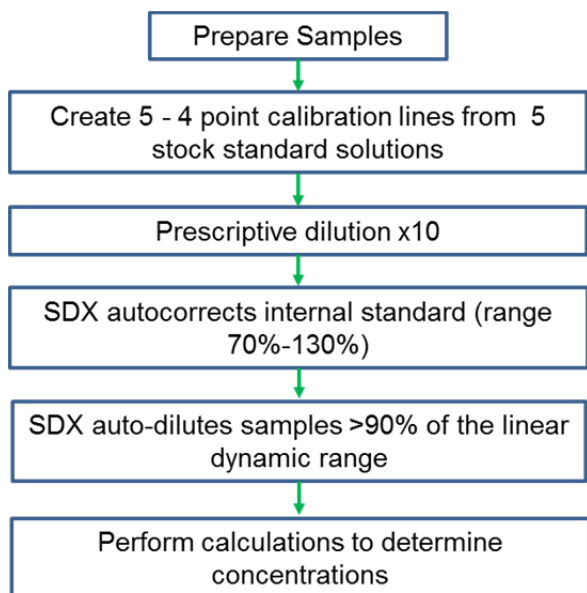 Prepare Samples
Create 5 - 4 point calibration lines from 5
stock standard solutions
Prescriptive dilution x10
SDX autocorrects internal standard (range
70%-130%)
SDX auto-dilutes samples >90% of the linear
dynamic range
Perform calculations to determine
concentrations